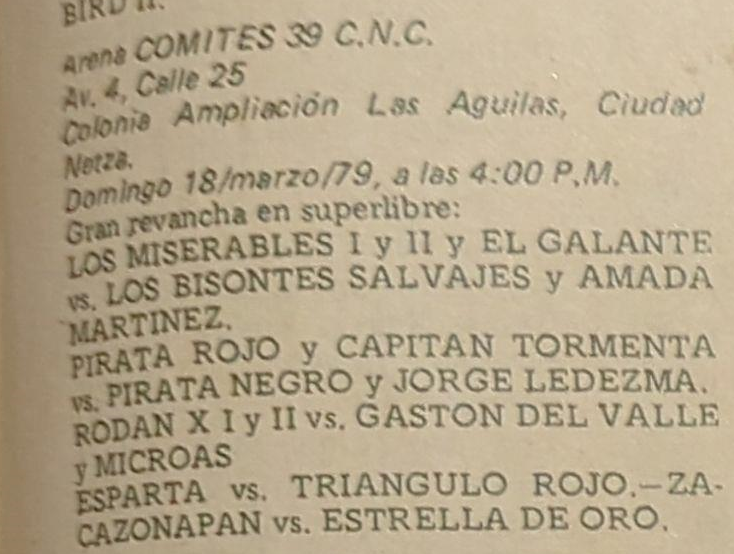 BIRD II.
Arena COMITES 39 C.N.C.
Av. 4, Calle 25
Colonia Ampliación Las Aguilas, Ciudad
Netza.
Domingo 18/marzo/79, a las 4:00 P.M.
Gran revancha en superlibre:
LOS MISERABLES I y II y EL GALANTE
vs. LOS BISONTES SALVAJES y AMADA
MARTINEZ.
PIRATA ROJO y CAPITAN TORMENTA
vs. PIRATA NEGRO y JORGE LEDEZMA.
RODAN X I y II vs. GASTON DEL VALLE
y MICROAS
ESPARTA vs. TRIANGULO ROJO.—ZA-
CAZONAPAN vs. ESTRELLA DE ORO.